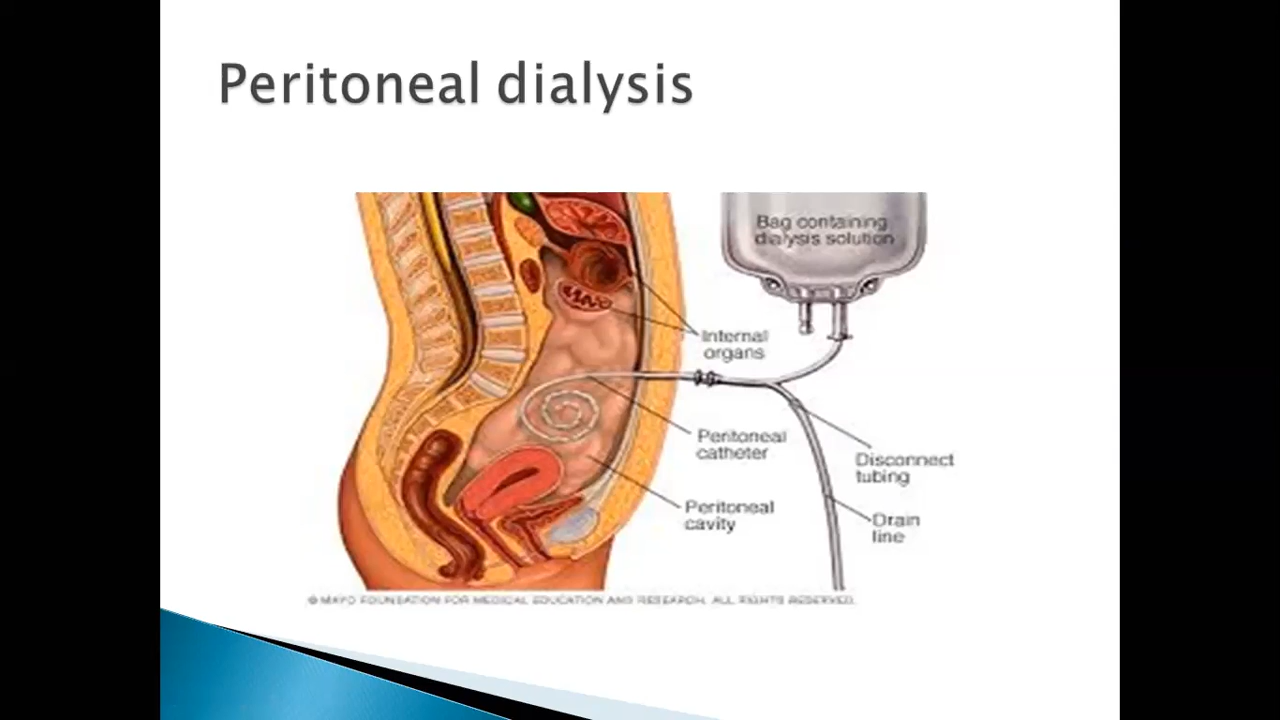 Peritoneal dialysis
Bag containing
dialysis solution
Internal
organs
Peritoneal
catheter
Disconnect
tubing
Peritoneal
cavity
Drain
line
© MAYO FOUNDATION FOR MEDICAL EDUCATION AND RESEARCH. ALL RIGHTS RESERVED.